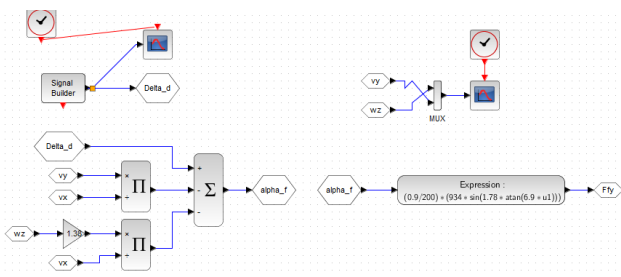 Signal
Builder
Delta_d
vy
wz
MUX
Delta_d
vy
vx
×
÷
Π
wz
1.38
vx
×
÷
Π
+
-
-
Σ
alpha_f
alpha_f
Expression :
(0.9/200) * (934 * sin(1.78 * atan(6.9 * u1)))
Ffy